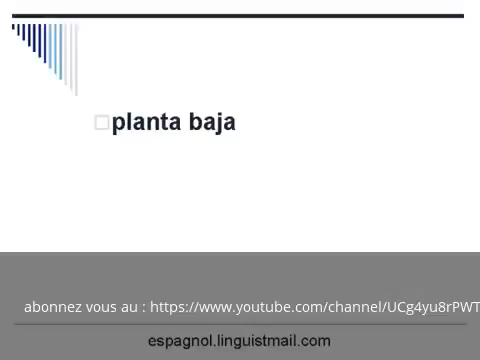 planta baja
abonnez vous au : https://www.youtube.com/channel/UCg4yu8rPWT
espagnol.linguistmail.com